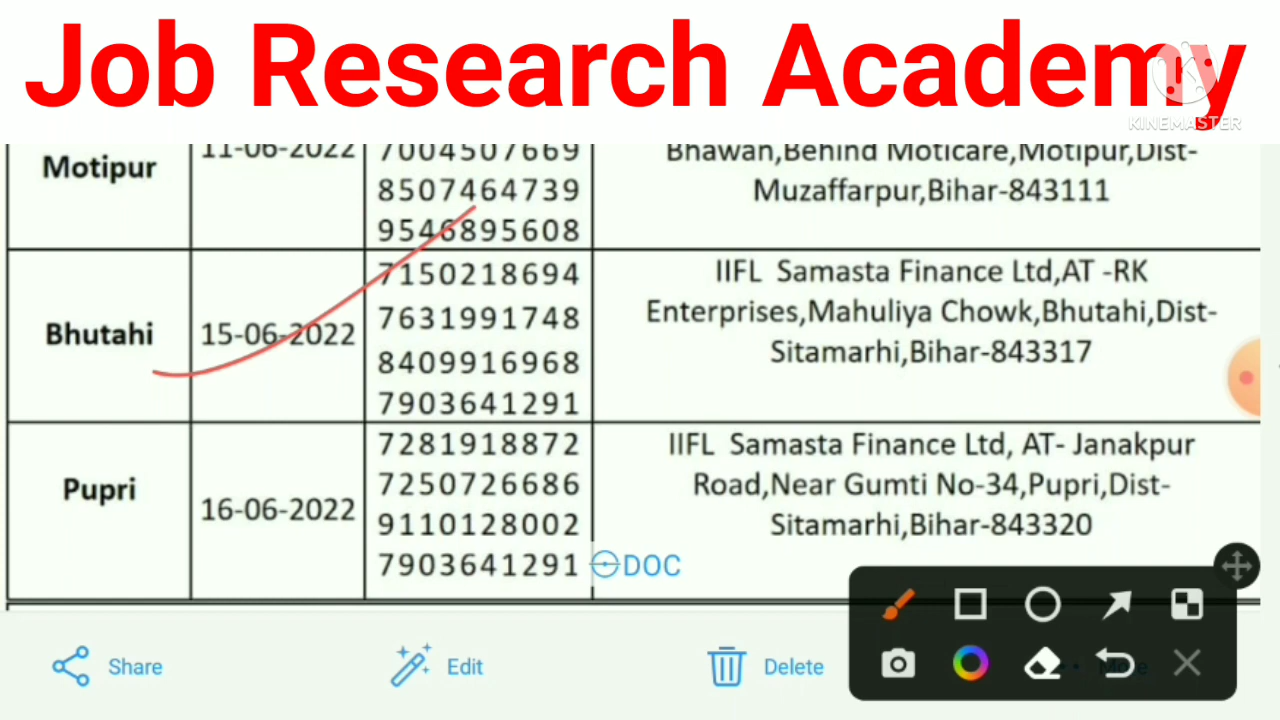 Job Research Academy
KINEMASTER
Motipur
11-06-2022
7004507669
8507464739
9546895608
Bhawan,Behind Moticare,Motipur,Dist-
Muzaffarpur,Bihar-843111
Bhutahi
15-06-2022
7150218694
7631991748
8409916968
7903641291
IIFL Samasta Finance Ltd,AT -RK
Enterprises,Mahuliya Chowk,Bhutahi,Dist-
Sitamarhi,Bihar-843317
Pupri
16-06-2022
7281918872
7250726686
9110128002
7903641291
IIFL Samasta Finance Ltd, AT- Janakpur
Road,Near Gumti No-34,Pupri,Dist-
Sitamarhi,Bihar-843320
DOC
Share
Edit
Delete
More